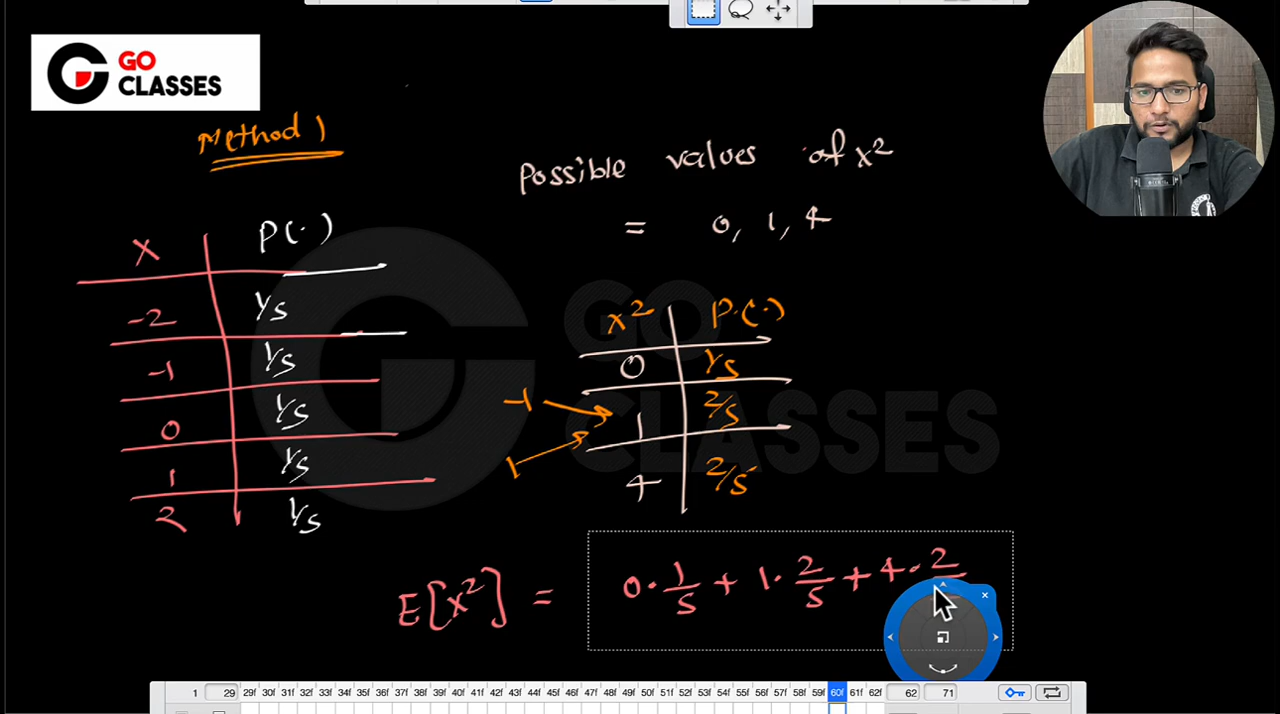 GO
CLASSES
Method 1
possible values of x²
= 0, 1, 4
X P(·)
-2 1/5
-1 1/5
0 1/5
1 1/5
2 1/5
x² P.(·)
0 1/5
1 2/5
4 2/5
-1
1
GO
CLASSES
E[x²] = 0·1/5 + 1·2/5 + 4·2/
1 29 29f 30f 31f 32f 33f 34f 35f 36f 37f 38f 39f 40f 41f 42f 43f 44f 45f 46f 47f 48f 49f 50f 51f 52f 53f 54f 55f 56f 57f 58f 59f 60f 61f 62f 62 71